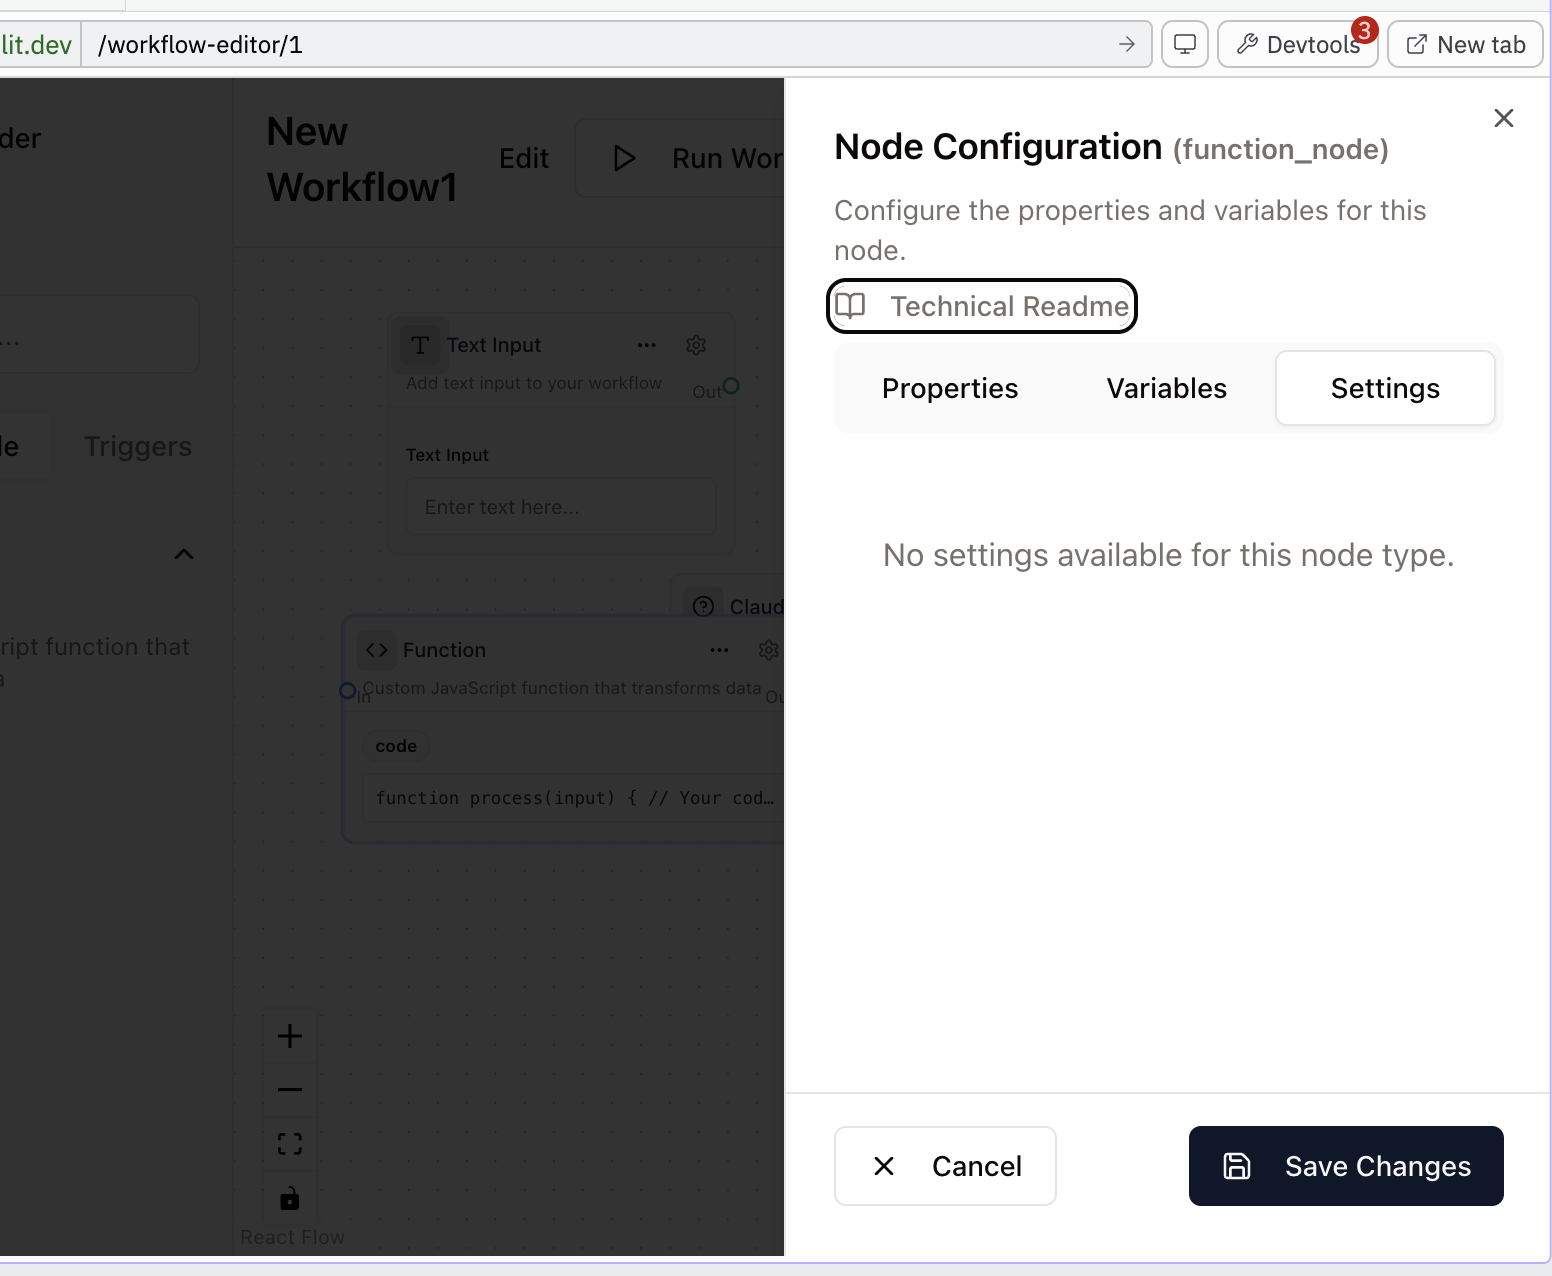 lit.dev /workflow-editor/1
Devtools 3
New tab
der
New
Workflow1
Edit
Run Wor
...
le
Triggers
ript function that
a
Text Input
Add text input to your workflow
Out
Text Input
Enter text here...
Claud
Function
Custom JavaScript function that transforms data
In
Ou
code
function process(input) { // Your cod…
React Flow
Node Configuration (function_node)
Configure the properties and variables for this
node.
Technical Readme
Properties Variables Settings
No settings available for this node type.
Cancel
Save Changes